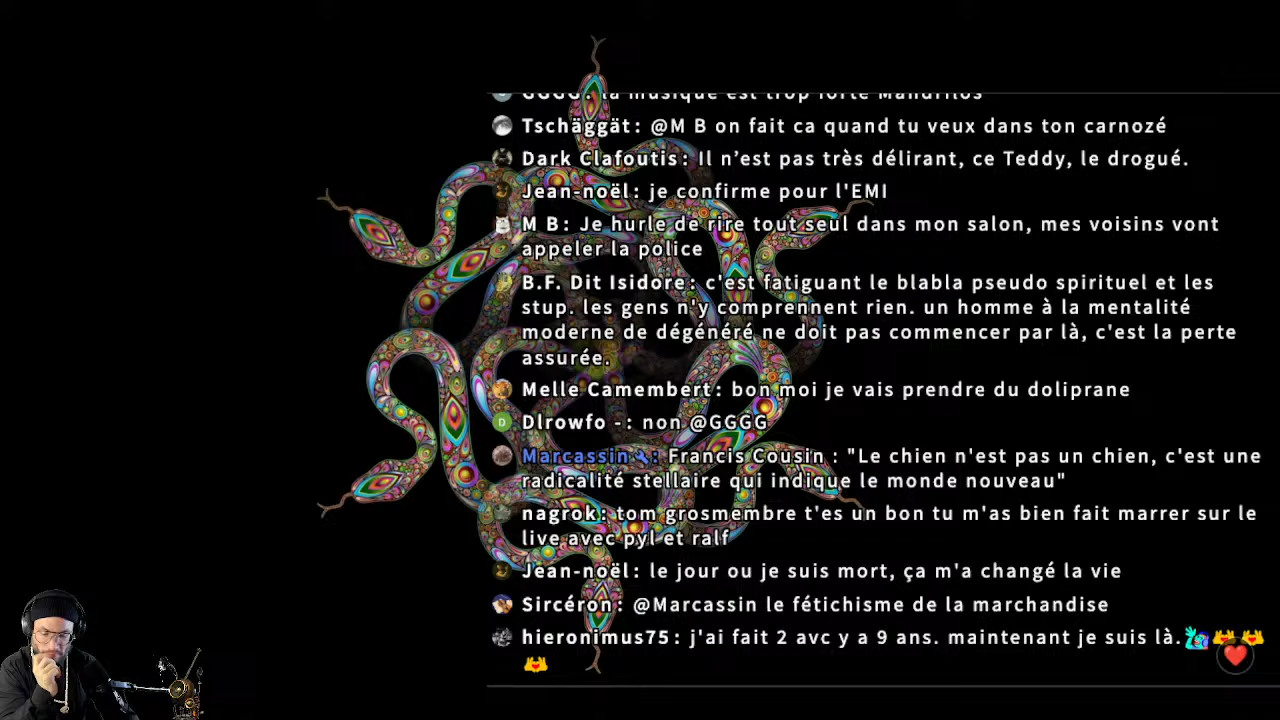 GGGG: la musique est trop forte Mandrilos
Tschäggät: @M B on fait ca quand tu veux dans ton carnozé
Dark Clafoutis: Il n’est pas très délirant, ce Teddy, le drogué.
Jean-noël: je confirme pour l'EMI
M B: Je hurle de rire tout seul dans mon salon, mes voisins vont
appeler la police
B.F. Dit Isidore: c'est fatiguant le blabla pseudo spirituel et les
stup. les gens n'y comprennent rien. un homme à la mentalité
moderne de dégénéré ne doit pas commencer par là, c'est la perte
assurée.
Melle Camembert: bon moi je vais prendre du doliprane
D Dlrowfo -: non @GGGG
Marcassin: Francis Cousin : "Le chien n'est pas un chien, c'est une
radicalité stellaire qui indique le monde nouveau"
nagrok: tom grosmembre t'es un bon tu m'as bien fait marrer sur le
live avec pyl et ralf
Jean-noël: le jour ou je suis mort, ça m'a changé la vie
Sircéron: @Marcassin le fétichisme de la marchandise
hieronimus75: j'ai fait 2 avc y a 9 ans. maintenant je suis là.